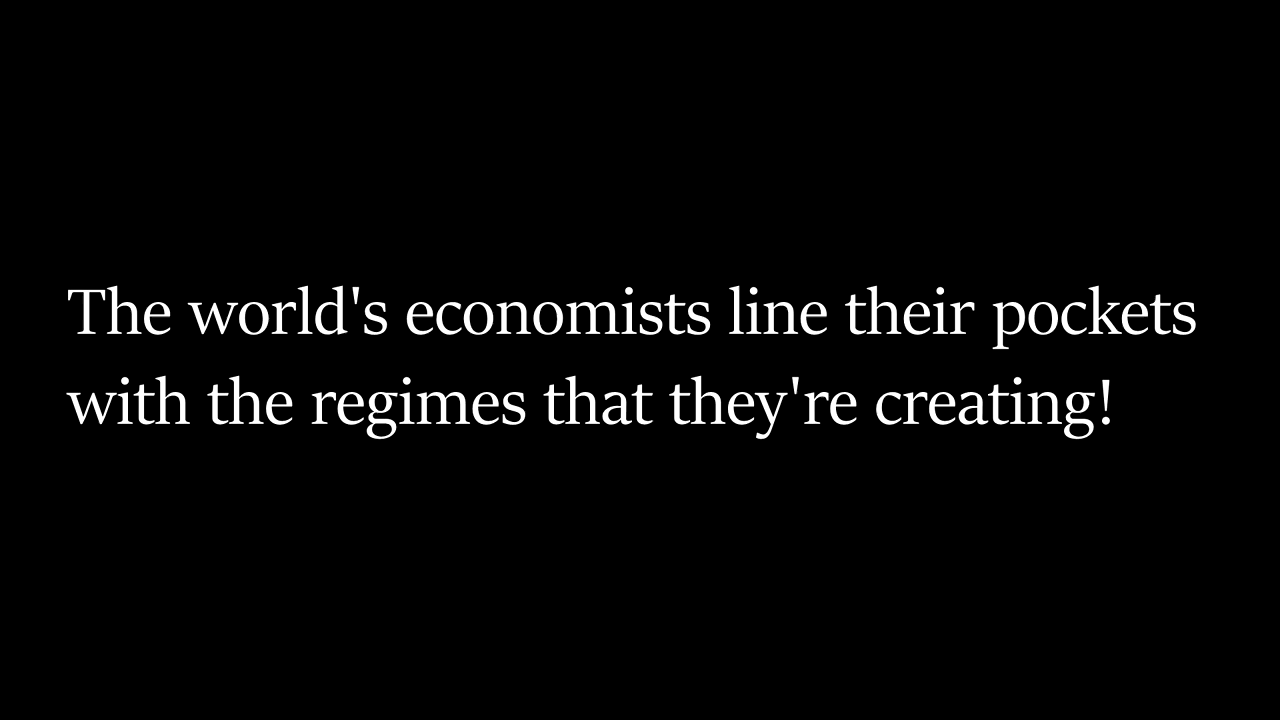 The world's economists line their pockets
with the regimes that they're creating!